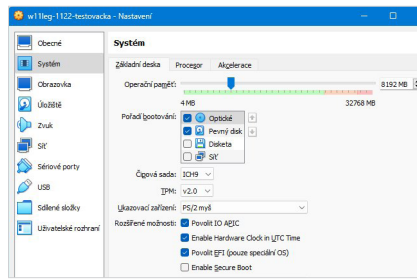 w11leg-1122-testovacka - Nastavení
Obecné
Systém
Obrazovka
Úložiště
Zvuk
Síť
Sériové porty
USB
Sdílené složky
Uživatelské rozhraní
Systém
Základní deska Procesor Akcelerace
Operační paměť: 8192 MB
4 MB 32768 MB
Pořadí bootování: Optické
Pevný disk
Disketa
Síť
Čipová sada: ICH9
TPM: v2.0
Ukazovací zařízení: PS/2 myš
Rozšířené možnosti: Povolit IO APIC
Enable Hardware Clock in UTC Time
Povolit EFI (pouze speciální OS)
Enable Secure Boot